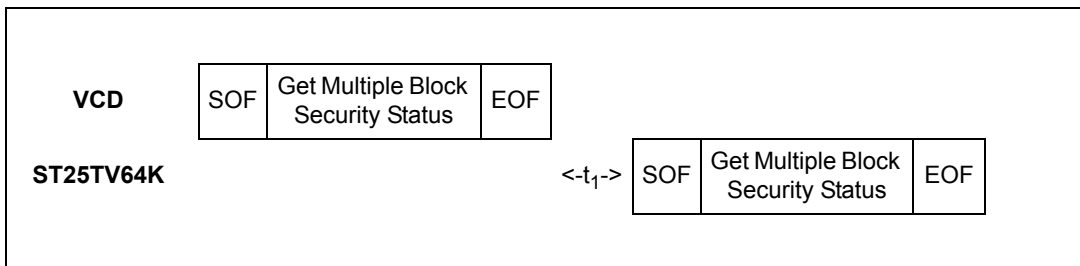 VCD
SOF
Get Multiple Block
Security Status
EOF
ST25TV64K
<-t1->
SOF
Get Multiple Block
Security Status
EOF